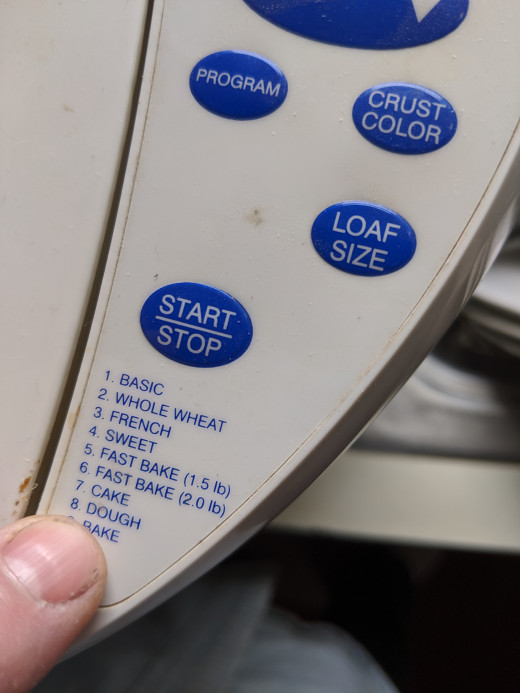 PROGRAM
CRUST
COLOR
LOAF
SIZE
START
STOP
1. BASIC
2. WHOLE WHEAT
3. FRENCH
4. SWEET
5. FAST BAKE (1.5 lb)
6. FAST BAKE (2.0 lb)
7. CAKE
8. DOUGH
BAKE